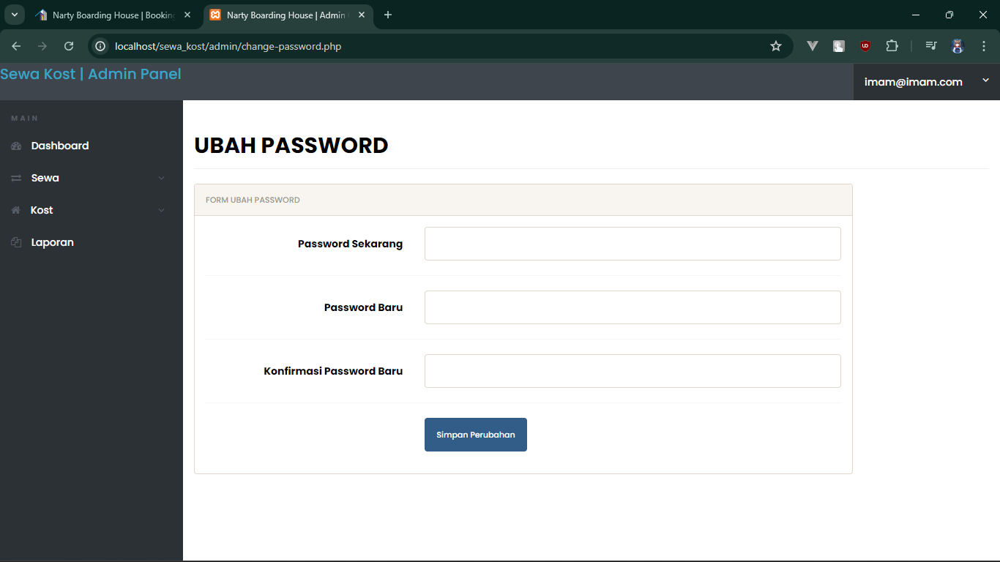 Narty Boarding House | Booking
Narty Boarding House | Admin
localhost/sewa_kost/admin/change-password.php
Sewa Kost | Admin Panel
imam@imam.com
MAIN
Dashboard
Sewa
Kost
Laporan
UBAH PASSWORD
FORM UBAH PASSWORD
Password Sekarang
Password Baru
Konfirmasi Password Baru
Simpan Perubahan